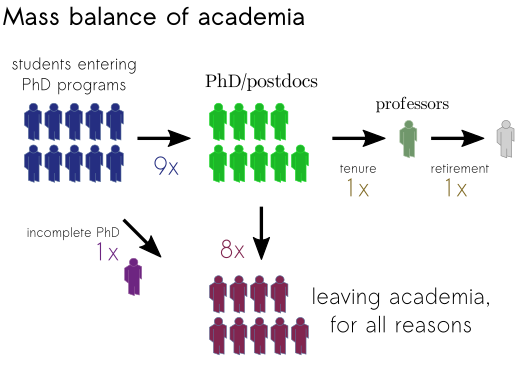 Mass balance of academia
students entering
PhD programs
PhD/postdocs
professors
9x
tenure
1x
retirement
1x
incomplete PhD
1x
8x
leaving academia,
for all reasons